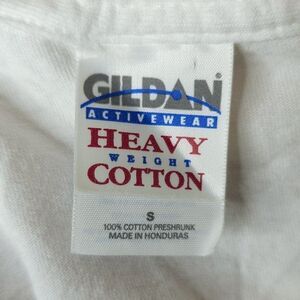 GILDAN®
ACTIVEWEAR
HEAVY
WEIGHT
COTTON
S
100% COTTON PRESHRUNK
MADE IN HONDURAS